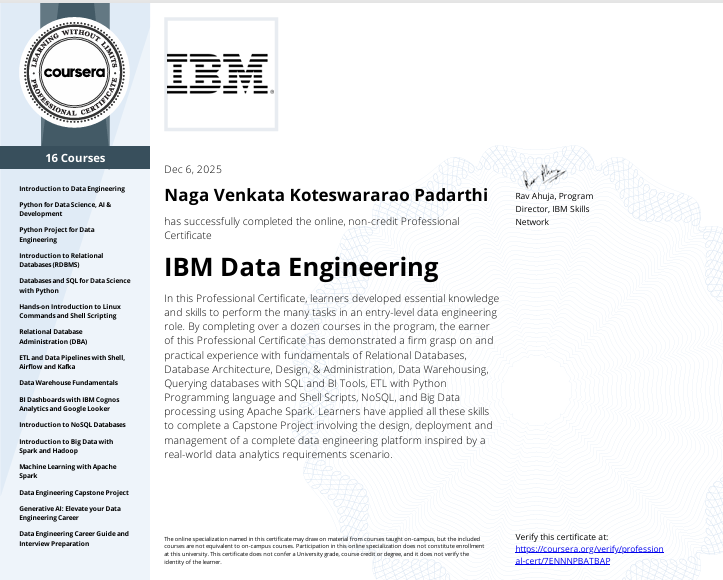 LEARNING WITHOUT LIMITS
coursera
PROFESSIONAL CERTIFICATE
16 Courses
Introduction to Data Engineering
Python for Data Science, AI &
Development
Python Project for Data
Engineering
Introduction to Relational
Databases (RDBMS)
Databases and SQL for Data Science
with Python
Hands-on Introduction to Linux
Commands and Shell Scripting
Relational Database
Administration (DBA)
ETL and Data Pipelines with Shell,
Airflow and Kafka
Data Warehouse Fundamentals
BI Dashboards with IBM Cognos
Analytics and Google Looker
Introduction to NoSQL Databases
Introduction to Big Data with
Spark and Hadoop
Machine Learning with Apache
Spark
Data Engineering Capstone Project
Generative AI: Elevate your Data
Engineering Career
Data Engineering Career Guide and
Interview Preparation
IBM®
Dec 6, 2025
Naga Venkata Koteswararao Padarthi
has successfully completed the online, non-credit Professional
Certificate
IBM Data Engineering
In this Professional Certificate, learners developed essential knowledge
and skills to perform the many tasks in an entry-level data engineering
role. By completing over a dozen courses in the program, the earner
of this Professional Certificate has demonstrated a firm grasp on and
practical experience with fundamentals of Relational Databases,
Database Architecture, Design, & Administration, Data Warehousing,
Querying databases with SQL and BI Tools, ETL with Python
Programming language and Shell Scripts, NoSQL, and Big Data
processing using Apache Spark. Learners have applied all these skills
to complete a Capstone Project involving the design, deployment and
management of a complete data engineering platform inspired by a
real-world data analytics requirements scenario.
The online specialization named in this certificate may draw on material from courses taught on-campus, but the included
courses are not equivalent to on-campus courses. Participation in this online specialization does not constitute enrollment
at this university. This certificate does not confer a University grade, course credit or degree, and it does not verify the
identity of the learner.
Rav Ahuja, Program
Director, IBM Skills
Network
Verify this certificate at:
https://coursera.org/verify/profession
al-cert/7ENNNPBATBAP